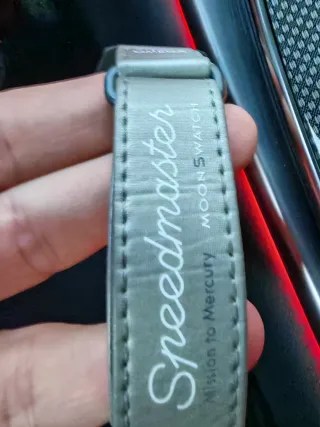 Speedmaster
MOONSWATCH
Mission to Mercury